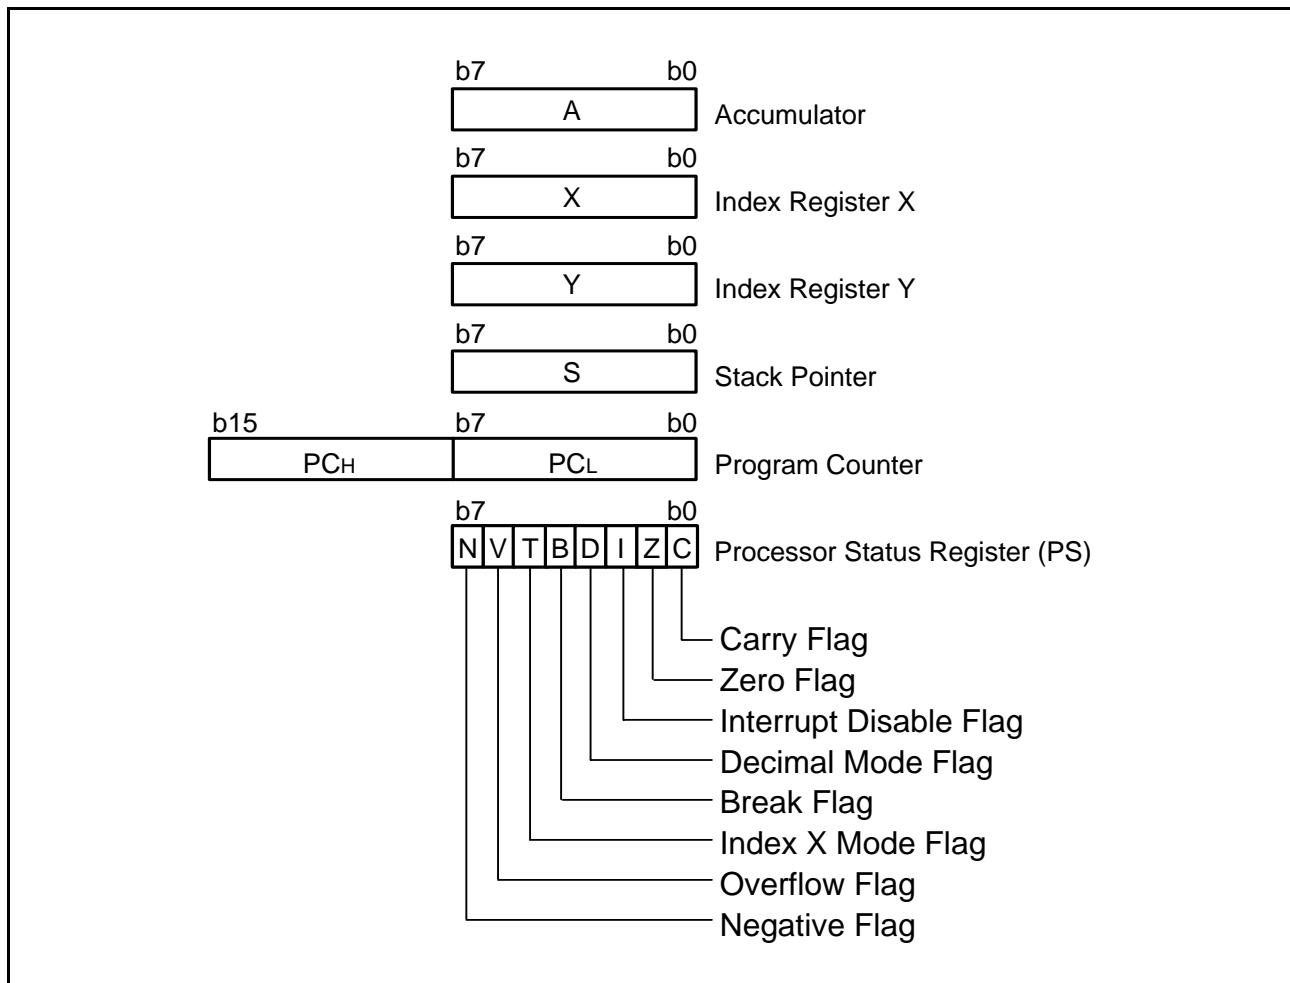 b7 b0
A Accumulator
b7 b0
X Index Register X
b7 b0
Y Index Register Y
b7 b0
S Stack Pointer
b15 b7 b0
PCH PCL Program Counter
b7 b0
N V T B D I Z C Processor Status Register (PS)
Carry Flag
Zero Flag
Interrupt Disable Flag
Decimal Mode Flag
Break Flag
Index X Mode Flag
Overflow Flag
Negative Flag